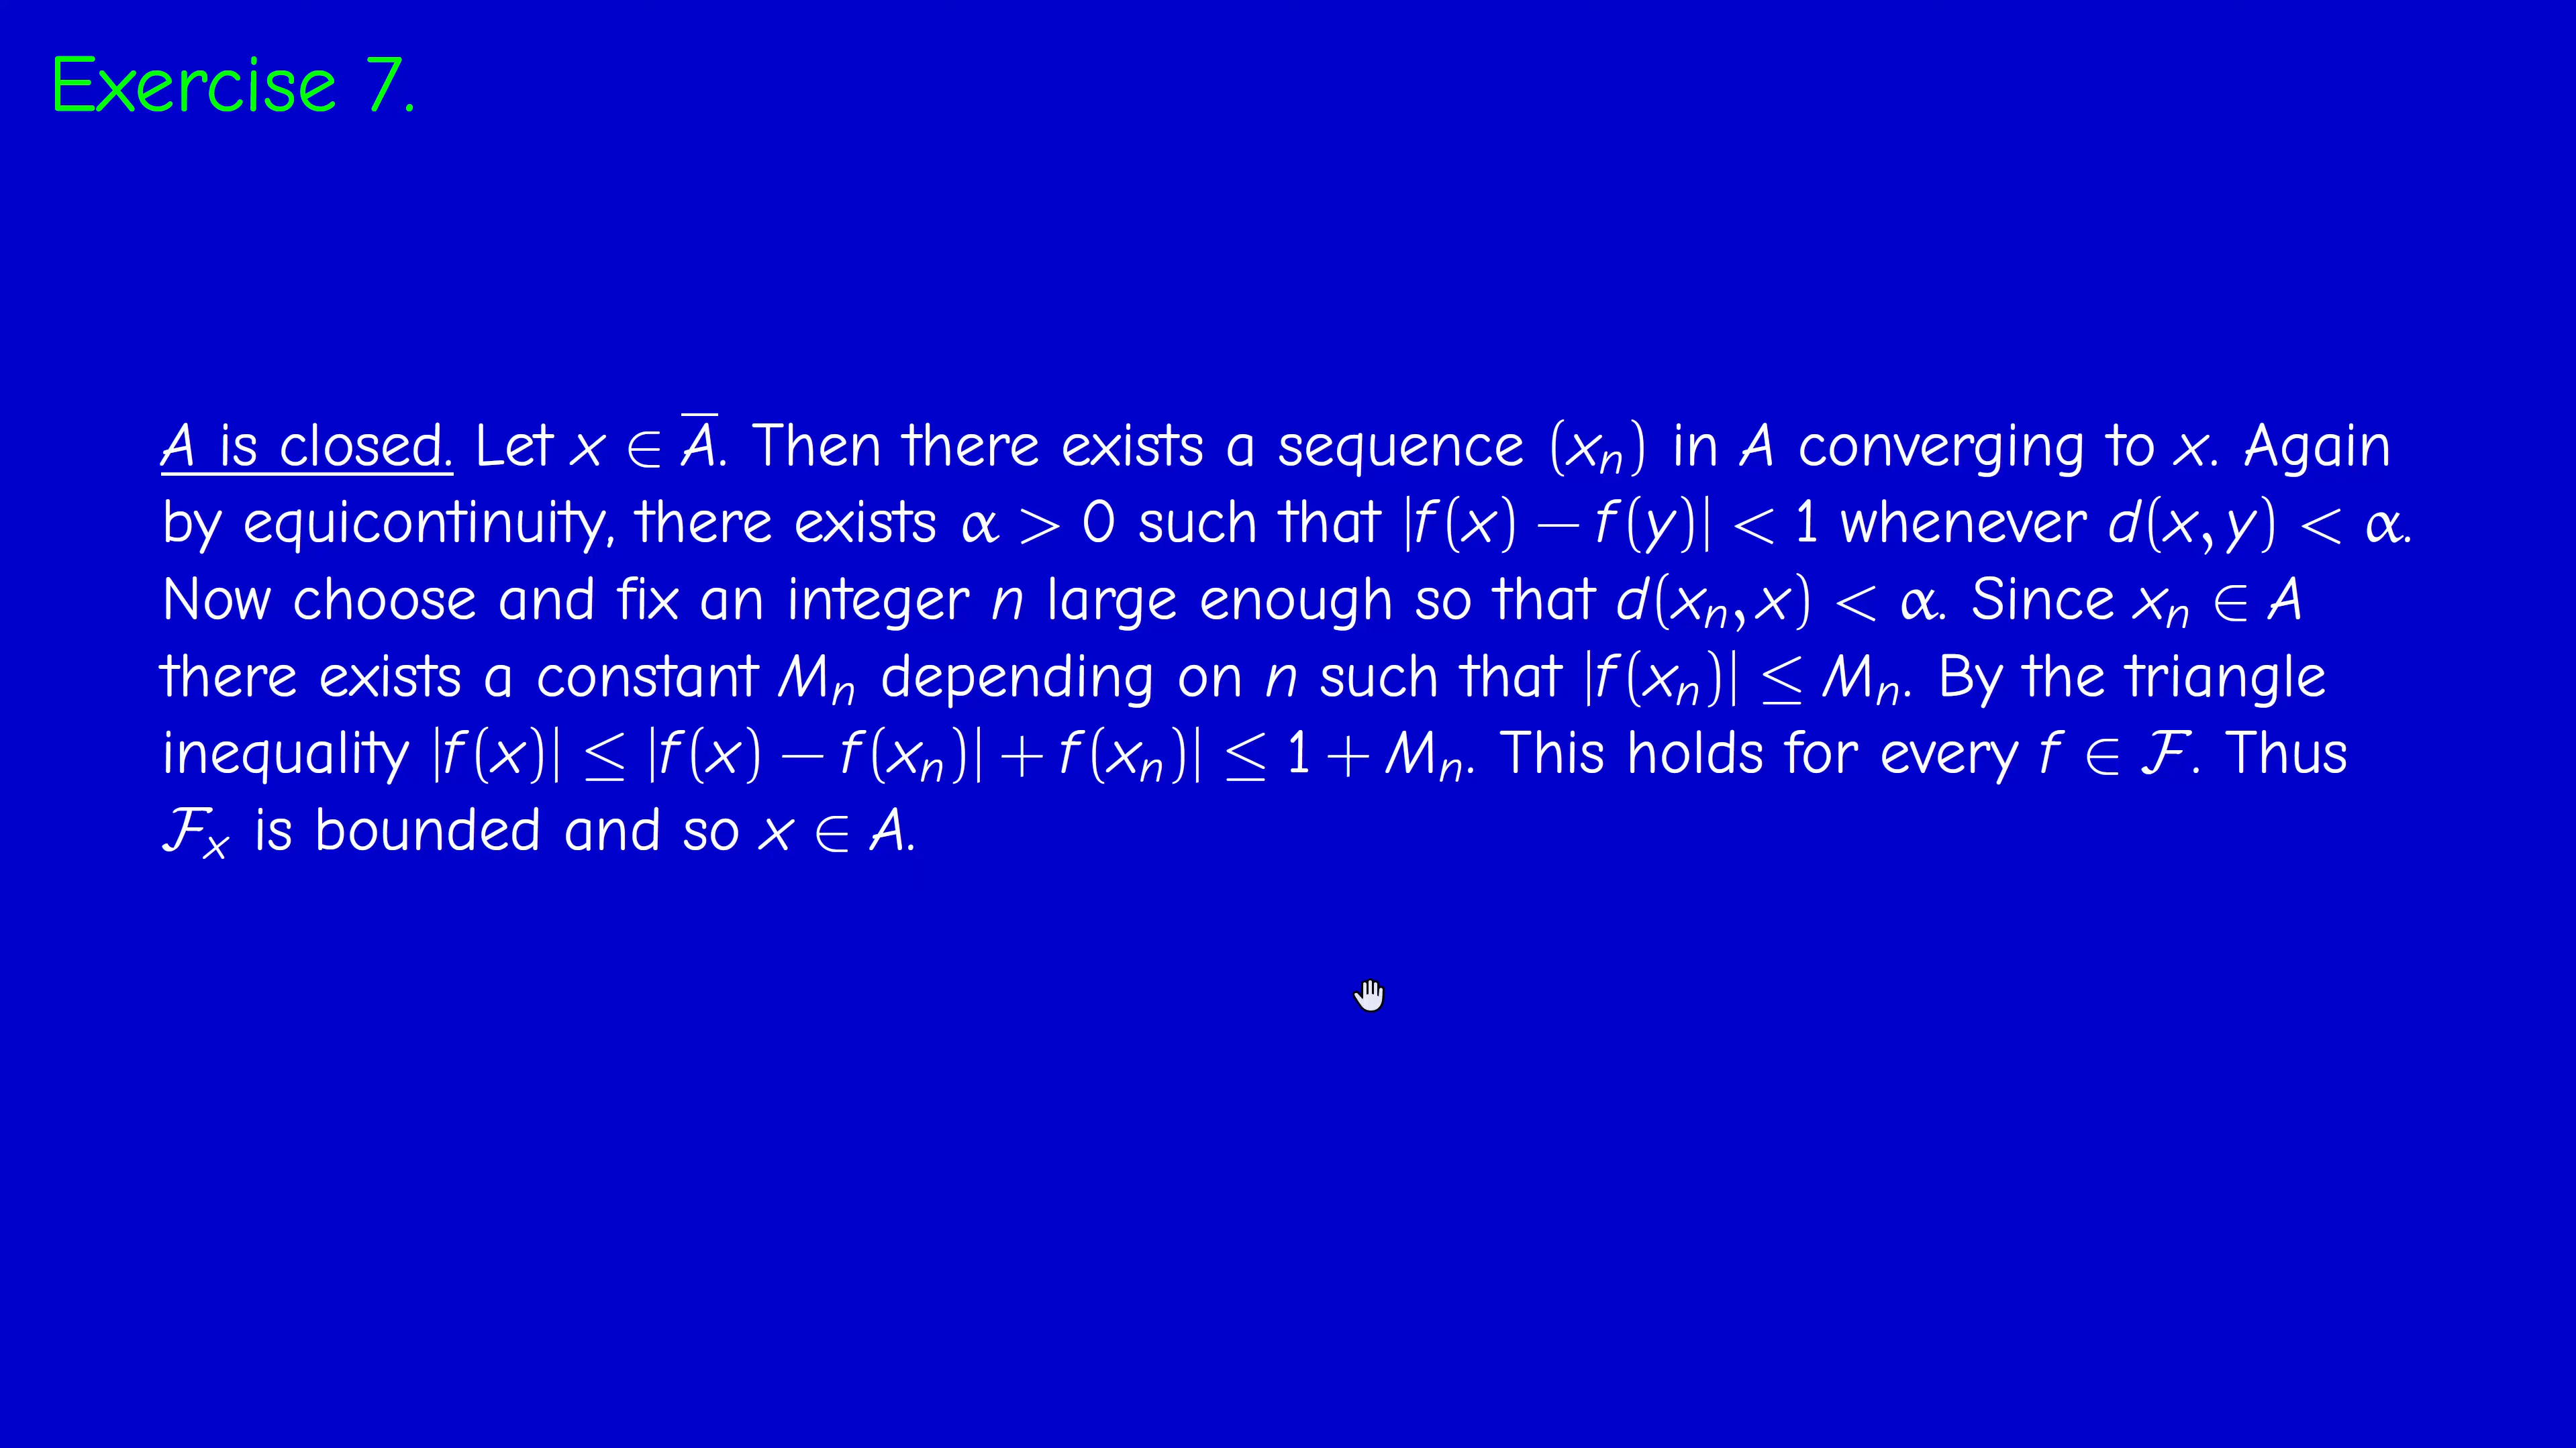 Exercise 7.
A is closed. Let x ∈ A̅. Then there exists a sequence (xₙ) in A converging to x. Again
by equicontinuity, there exists α > 0 such that |f(x) − f(y)| < 1 whenever d(x, y) < α.
Now choose and fix an integer n large enough so that d(xₙ, x) < α. Since xₙ ∈ A
there exists a constant Mₙ depending on n such that |f(xₙ)| ≤ Mₙ. By the triangle
inequality |f(x)| ≤ |f(x) − f(xₙ)| + f(xₙ)| ≤ 1 + Mₙ. This holds for every f ∈ ℱ. Thus
ℱₓ is bounded and so x ∈ A.